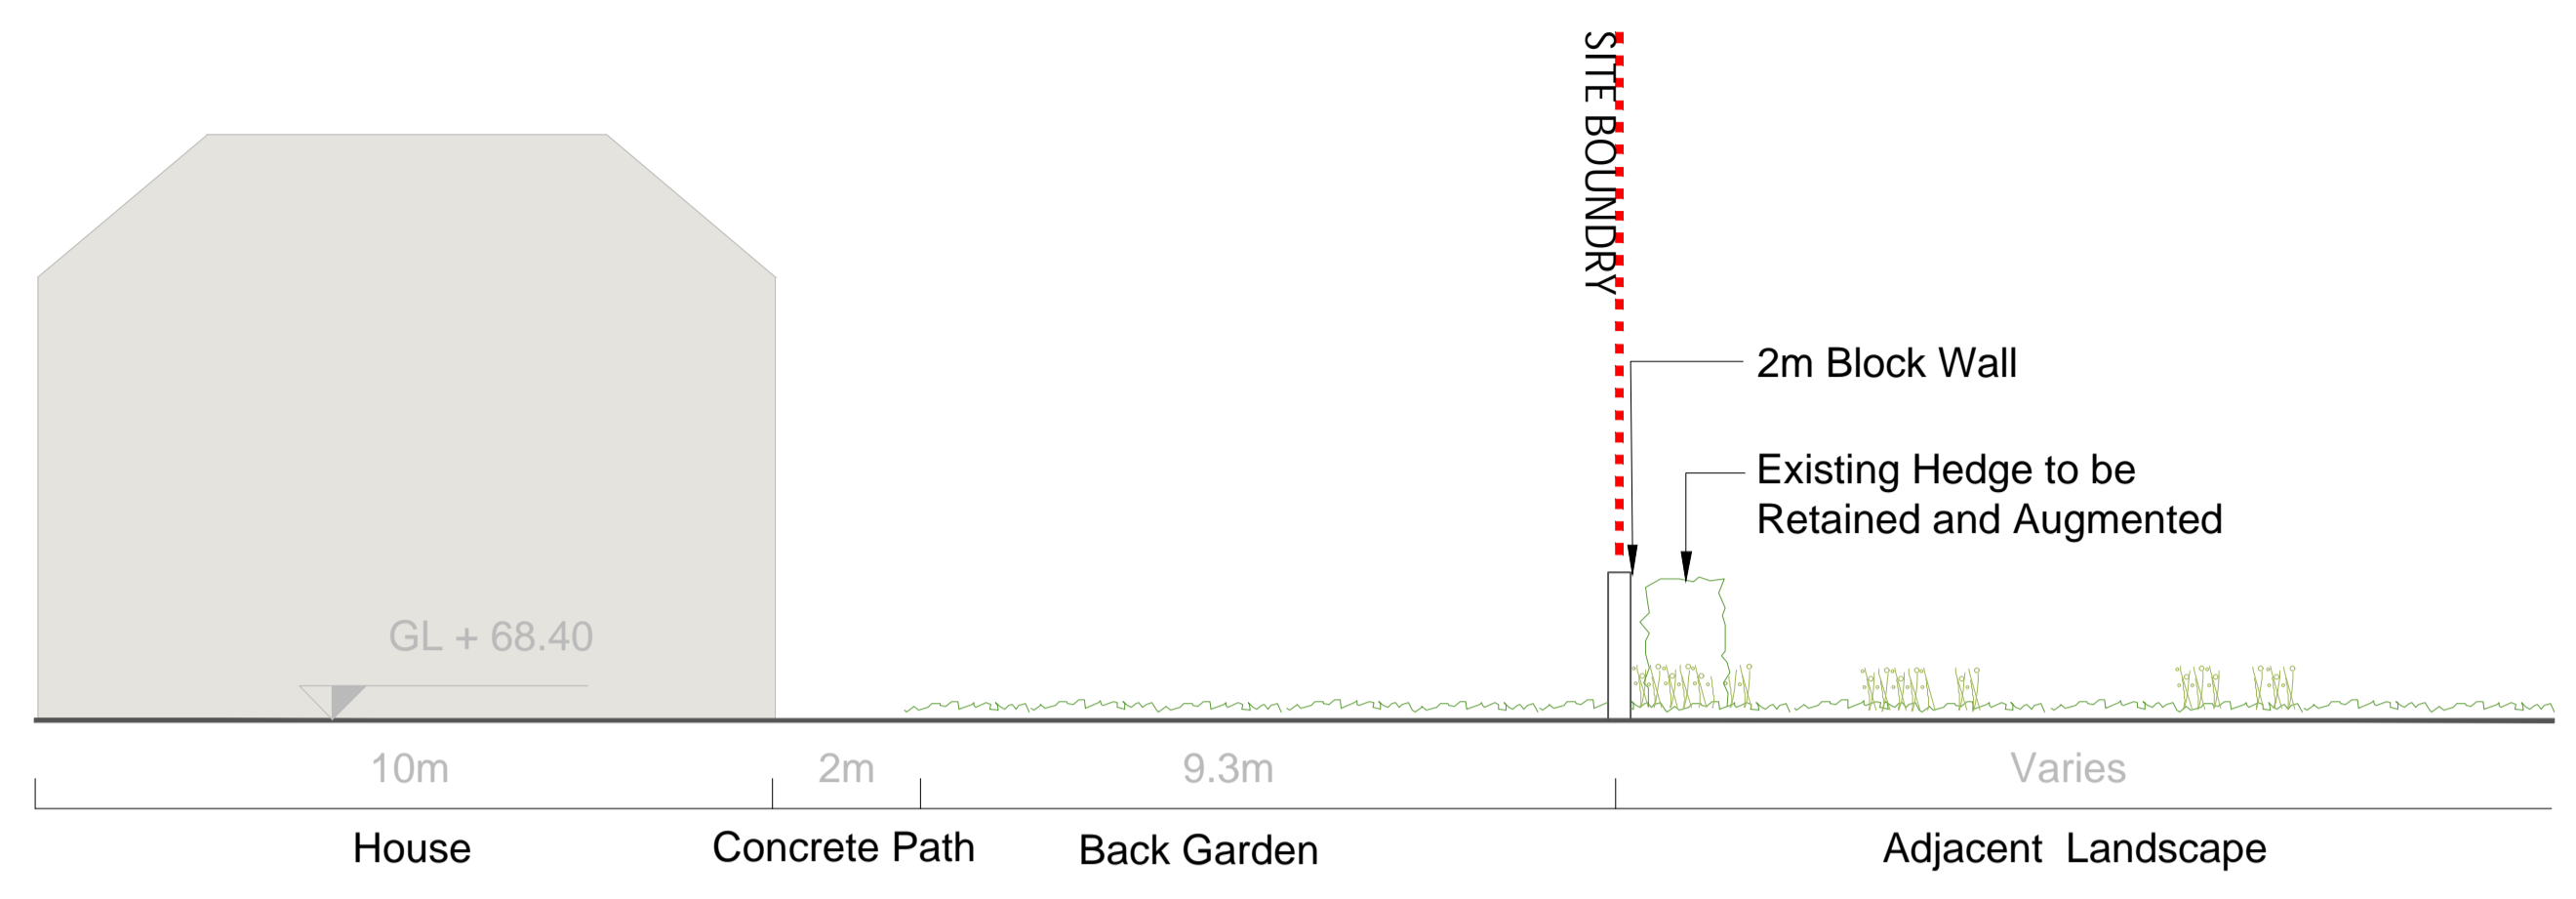 SITE BOUNDRY
2m Block Wall
Existing Hedge to be
Retained and Augmented
GL + 68.40
10m
2m
9.3m
Varies
House
Concrete Path
Back Garden
Adjacent Landscape